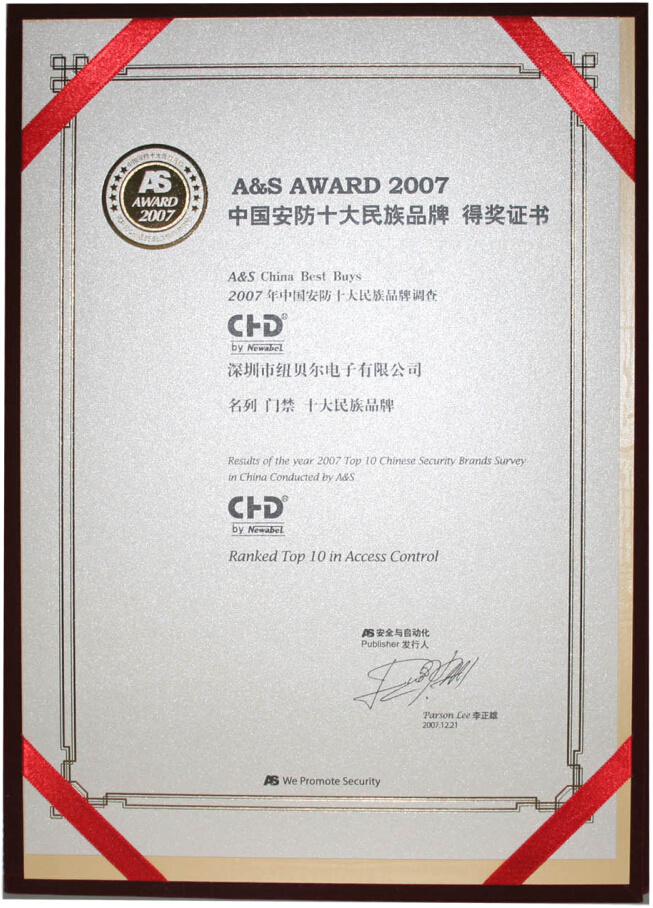 AS
AWARD
2007
A&S AWARD 2007
中国安防十大民族品牌 得奖证书
A&S China Best Buys
2007 年中国安防十大民族品牌调查
CHD®
by Newabel
深圳市纽贝尔电子有限公司
名列 门禁 十大民族品牌
Results of the year 2007 Top 10 Chinese Security Brands Survey
in China Conducted by A&S
CHD®
by Newabel
Ranked Top 10 in Access Control
AS 安全与自动化
Publisher 发行人
Parson Lee 李正雄
2007.12.21
AS We Promote Security